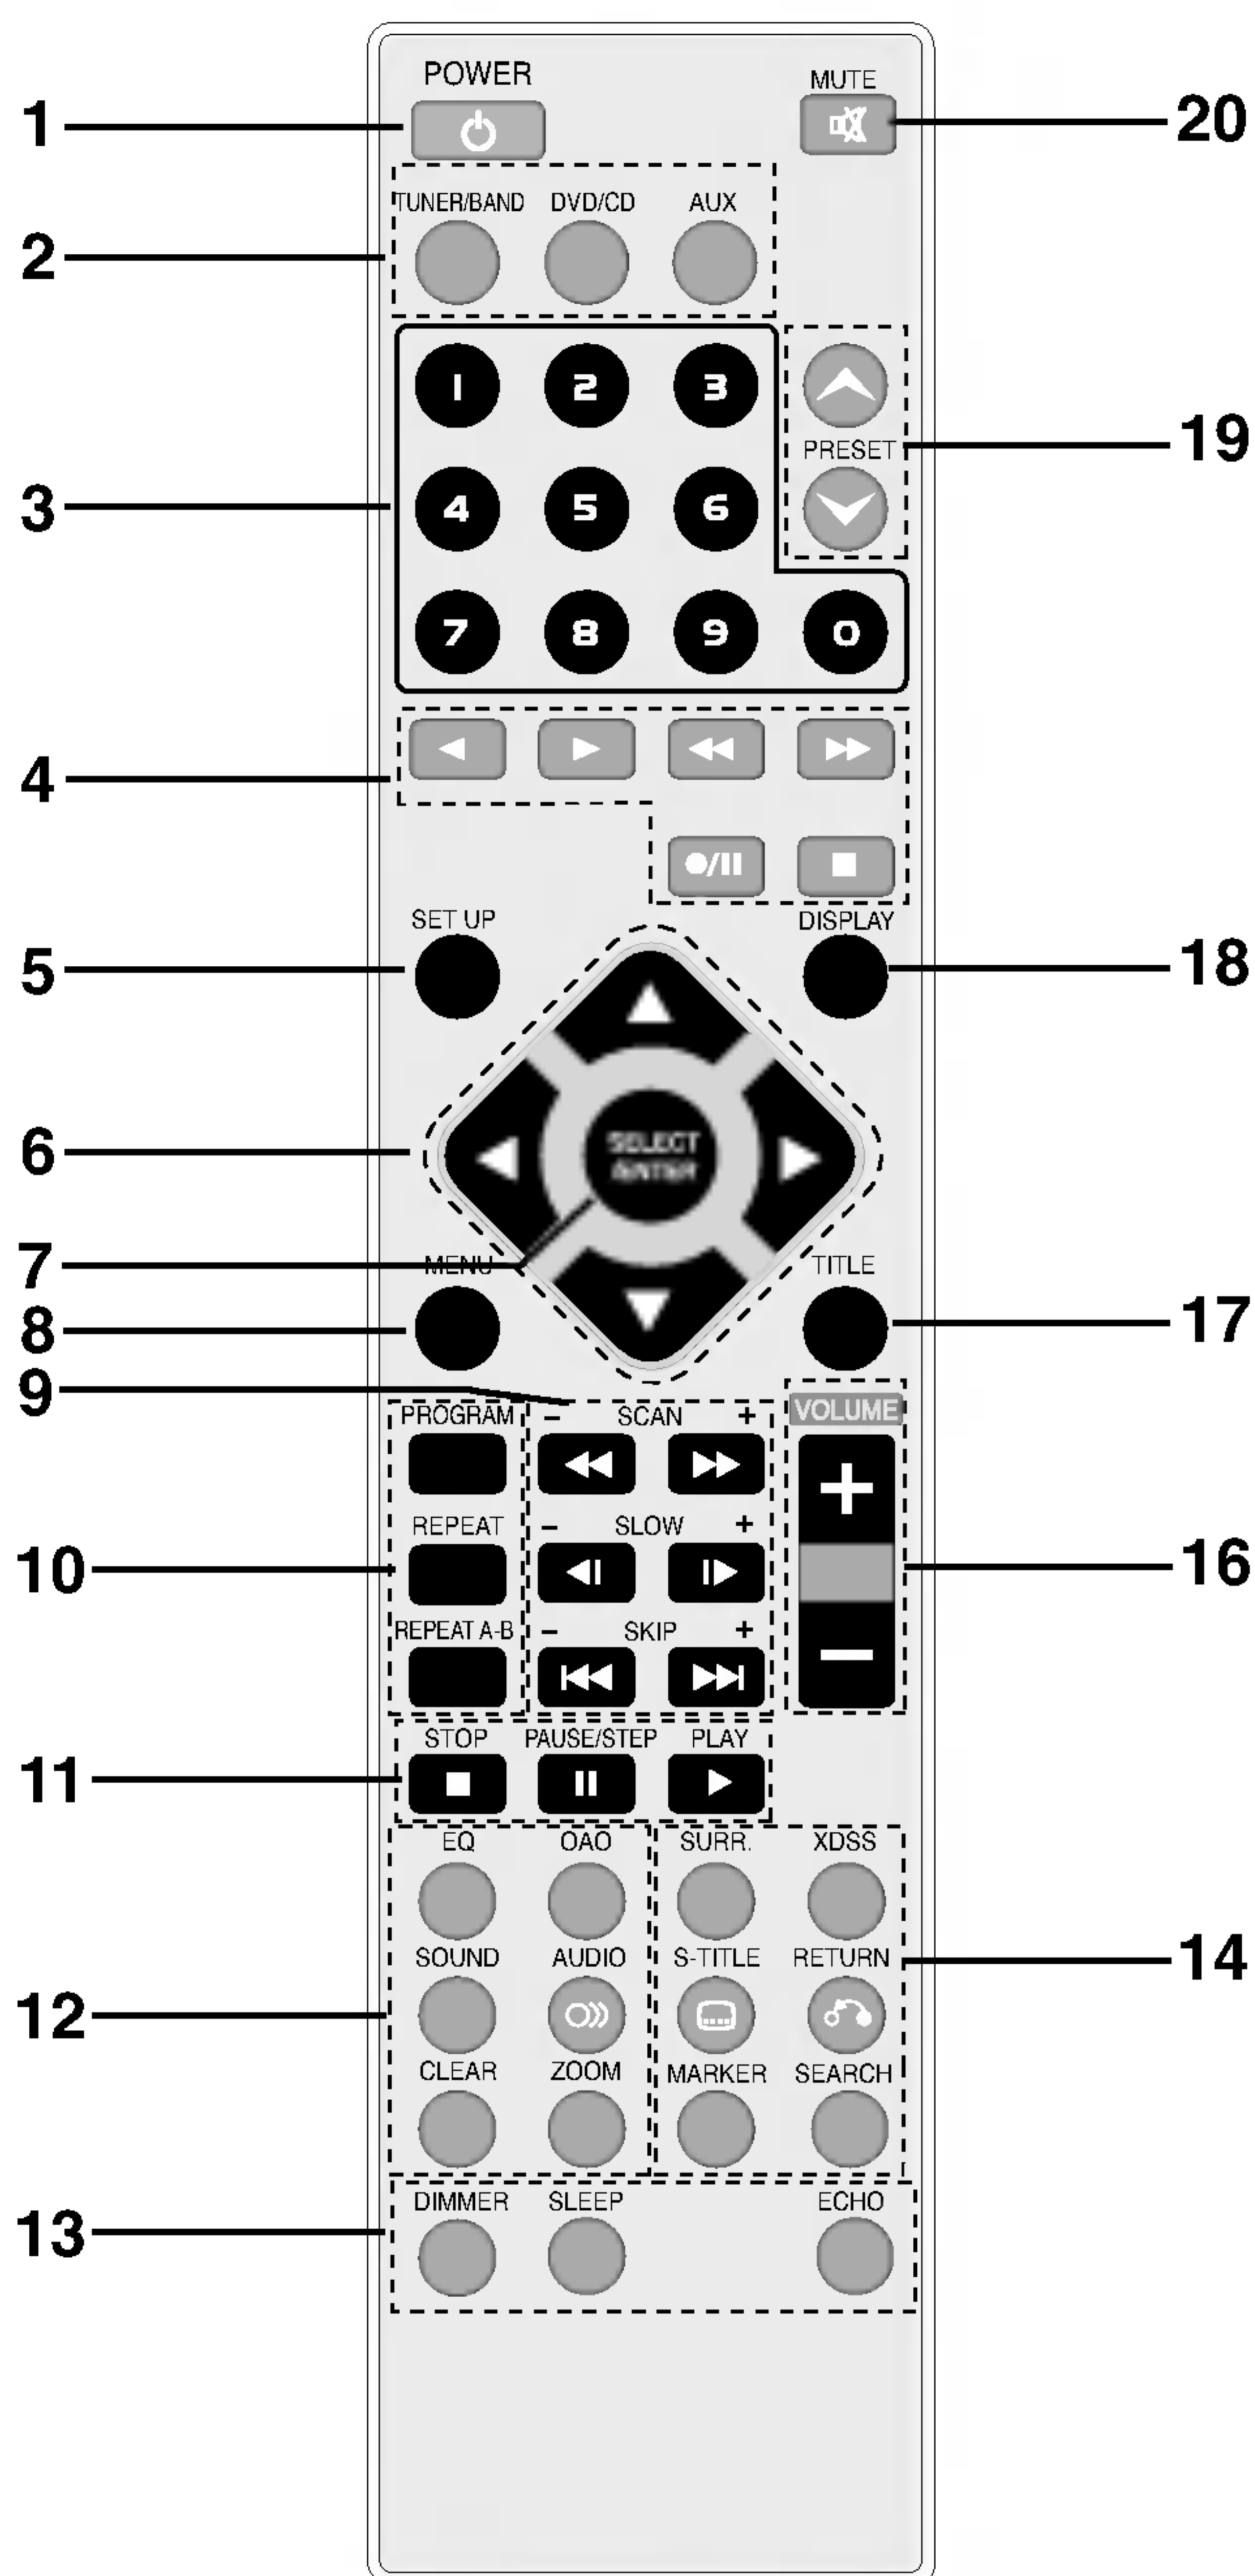 POWER
MUTE
1
20
TUNER/BAND DVD/CD AUX
2
1 2 3
19
PRESET
3
4 5 6
7 8 9 0
4
SET UP
DISPLAY
5
18
6
SELECT
/ENTER
7
MENU
TITLE
8
17
9
PROGRAM
- SCAN +
VOLUME
+
REPEAT
- SLOW +
10
16
REPEAT A-B
- SKIP +
-
STOP PAUSE/STEP PLAY
11
EQ OAO SURR. XDSS
SOUND AUDIO S-TITLE RETURN
14
12
CLEAR ZOOM MARKER SEARCH
DIMMER SLEEP ECHO
13